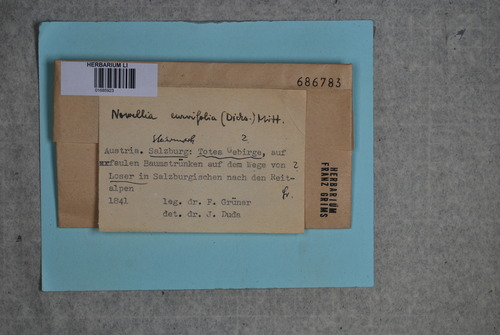 HERBARIUM LI
686783
Nowellia curvifolia (Dicks.) Mitt.
Steiermark 2.
Austria. Salzburg: Totes Gebirge, auf
faulen Baumstrünken auf dem Wege von 2
Loser in Salzburgischen nach den Reit-
alpen
1841 leg. dr. F. Grüner
det. dr. J. Duda
HERBARIUM
FRANZ GRIMS